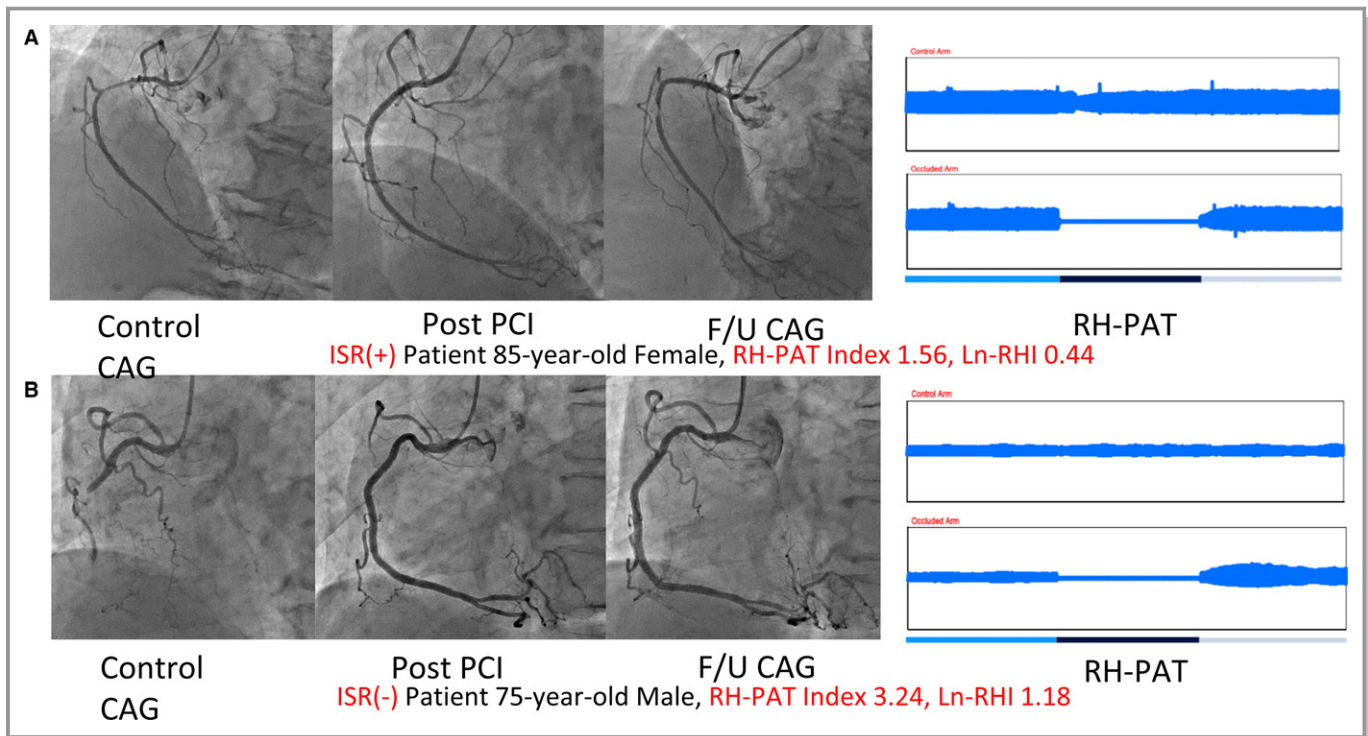 A
Control Arm
Occluded Arm
Control
CAG
Post PCI
F/U CAG
RH-PAT
ISR(+) Patient 85-year-old Female, RH-PAT Index 1.56, Ln-RHI 0.44
B
Control Arm
Occluded Arm
Control
CAG
Post PCI
F/U CAG
RH-PAT
ISR(-) Patient 75-year-old Male, RH-PAT Index 3.24, Ln-RHI 1.18